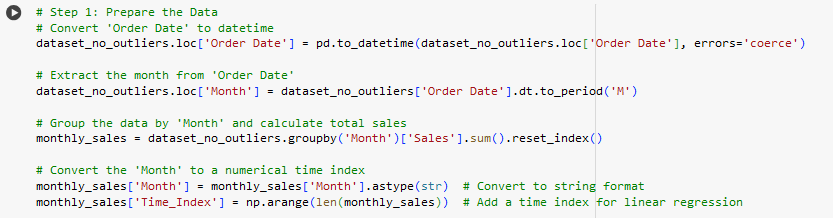 # Step 1: Prepare the Data
# Convert 'Order Date' to datetime
dataset_no_outliers.loc['Order Date'] = pd.to_datetime(dataset_no_outliers.loc['Order Date'], errors='coerce')
# Extract the month from 'Order Date'
dataset_no_outliers.loc['Month'] = dataset_no_outliers['Order Date'].dt.to_period('M')
# Group the data by 'Month' and calculate total sales
monthly_sales = dataset_no_outliers.groupby('Month')['Sales'].sum().reset_index()
# Convert the 'Month' to a numerical time index
monthly_sales['Month'] = monthly_sales['Month'].astype(str)  # Convert to string format
monthly_sales['Time_Index'] = np.arange(len(monthly_sales))  # Add a time index for linear regression